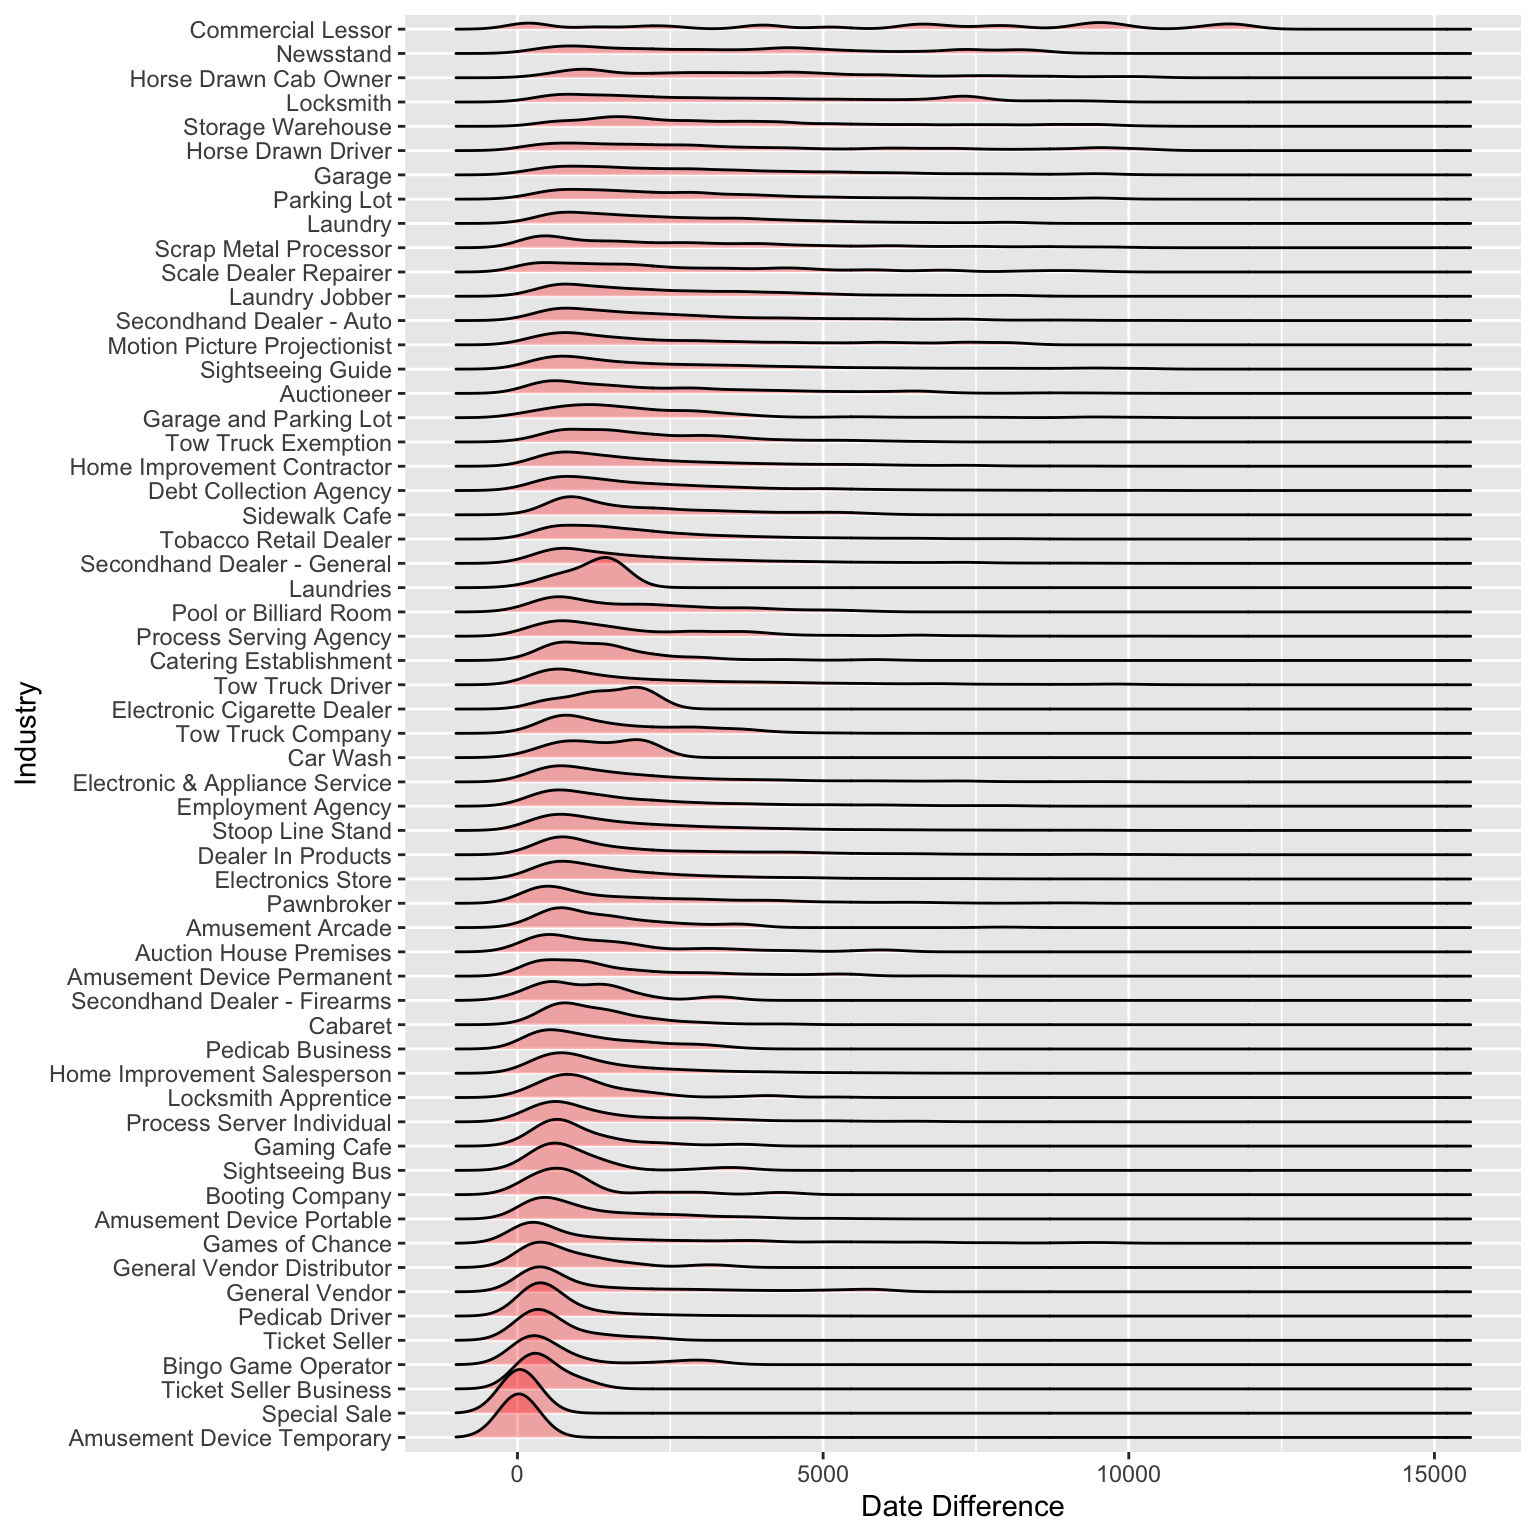 Commercial Lessor
Newsstand
Horse Drawn Cab Owner
Locksmith
Storage Warehouse
Horse Drawn Driver
Garage
Parking Lot
Laundry
Scrap Metal Processor
Scale Dealer Repairer
Laundry Jobber
Secondhand Dealer - Auto
Motion Picture Projectionist
Sightseeing Guide
Auctioneer
Garage and Parking Lot
Tow Truck Exemption
Home Improvement Contractor
Debt Collection Agency
Sidewalk Cafe
Tobacco Retail Dealer
Secondhand Dealer - General
Laundries
Pool or Billiard Room
Process Serving Agency
Catering Establishment
Tow Truck Driver
Electronic Cigarette Dealer
Tow Truck Company
Car Wash
Electronic & Appliance Service
Employment Agency
Stoop Line Stand
Dealer In Products
Electronics Store
Pawnbroker
Amusement Arcade
Auction House Premises
Amusement Device Permanent
Secondhand Dealer - Firearms
Cabaret
Pedicab Business
Home Improvement Salesperson
Locksmith Apprentice
Process Server Individual
Gaming Cafe
Sightseeing Bus
Booting Company
Amusement Device Portable
Games of Chance
General Vendor Distributor
General Vendor
Pedicab Driver
Ticket Seller
Bingo Game Operator
Ticket Seller Business
Special Sale
Amusement Device Temporary
Industry
0 5000 10000 15000
Date Difference